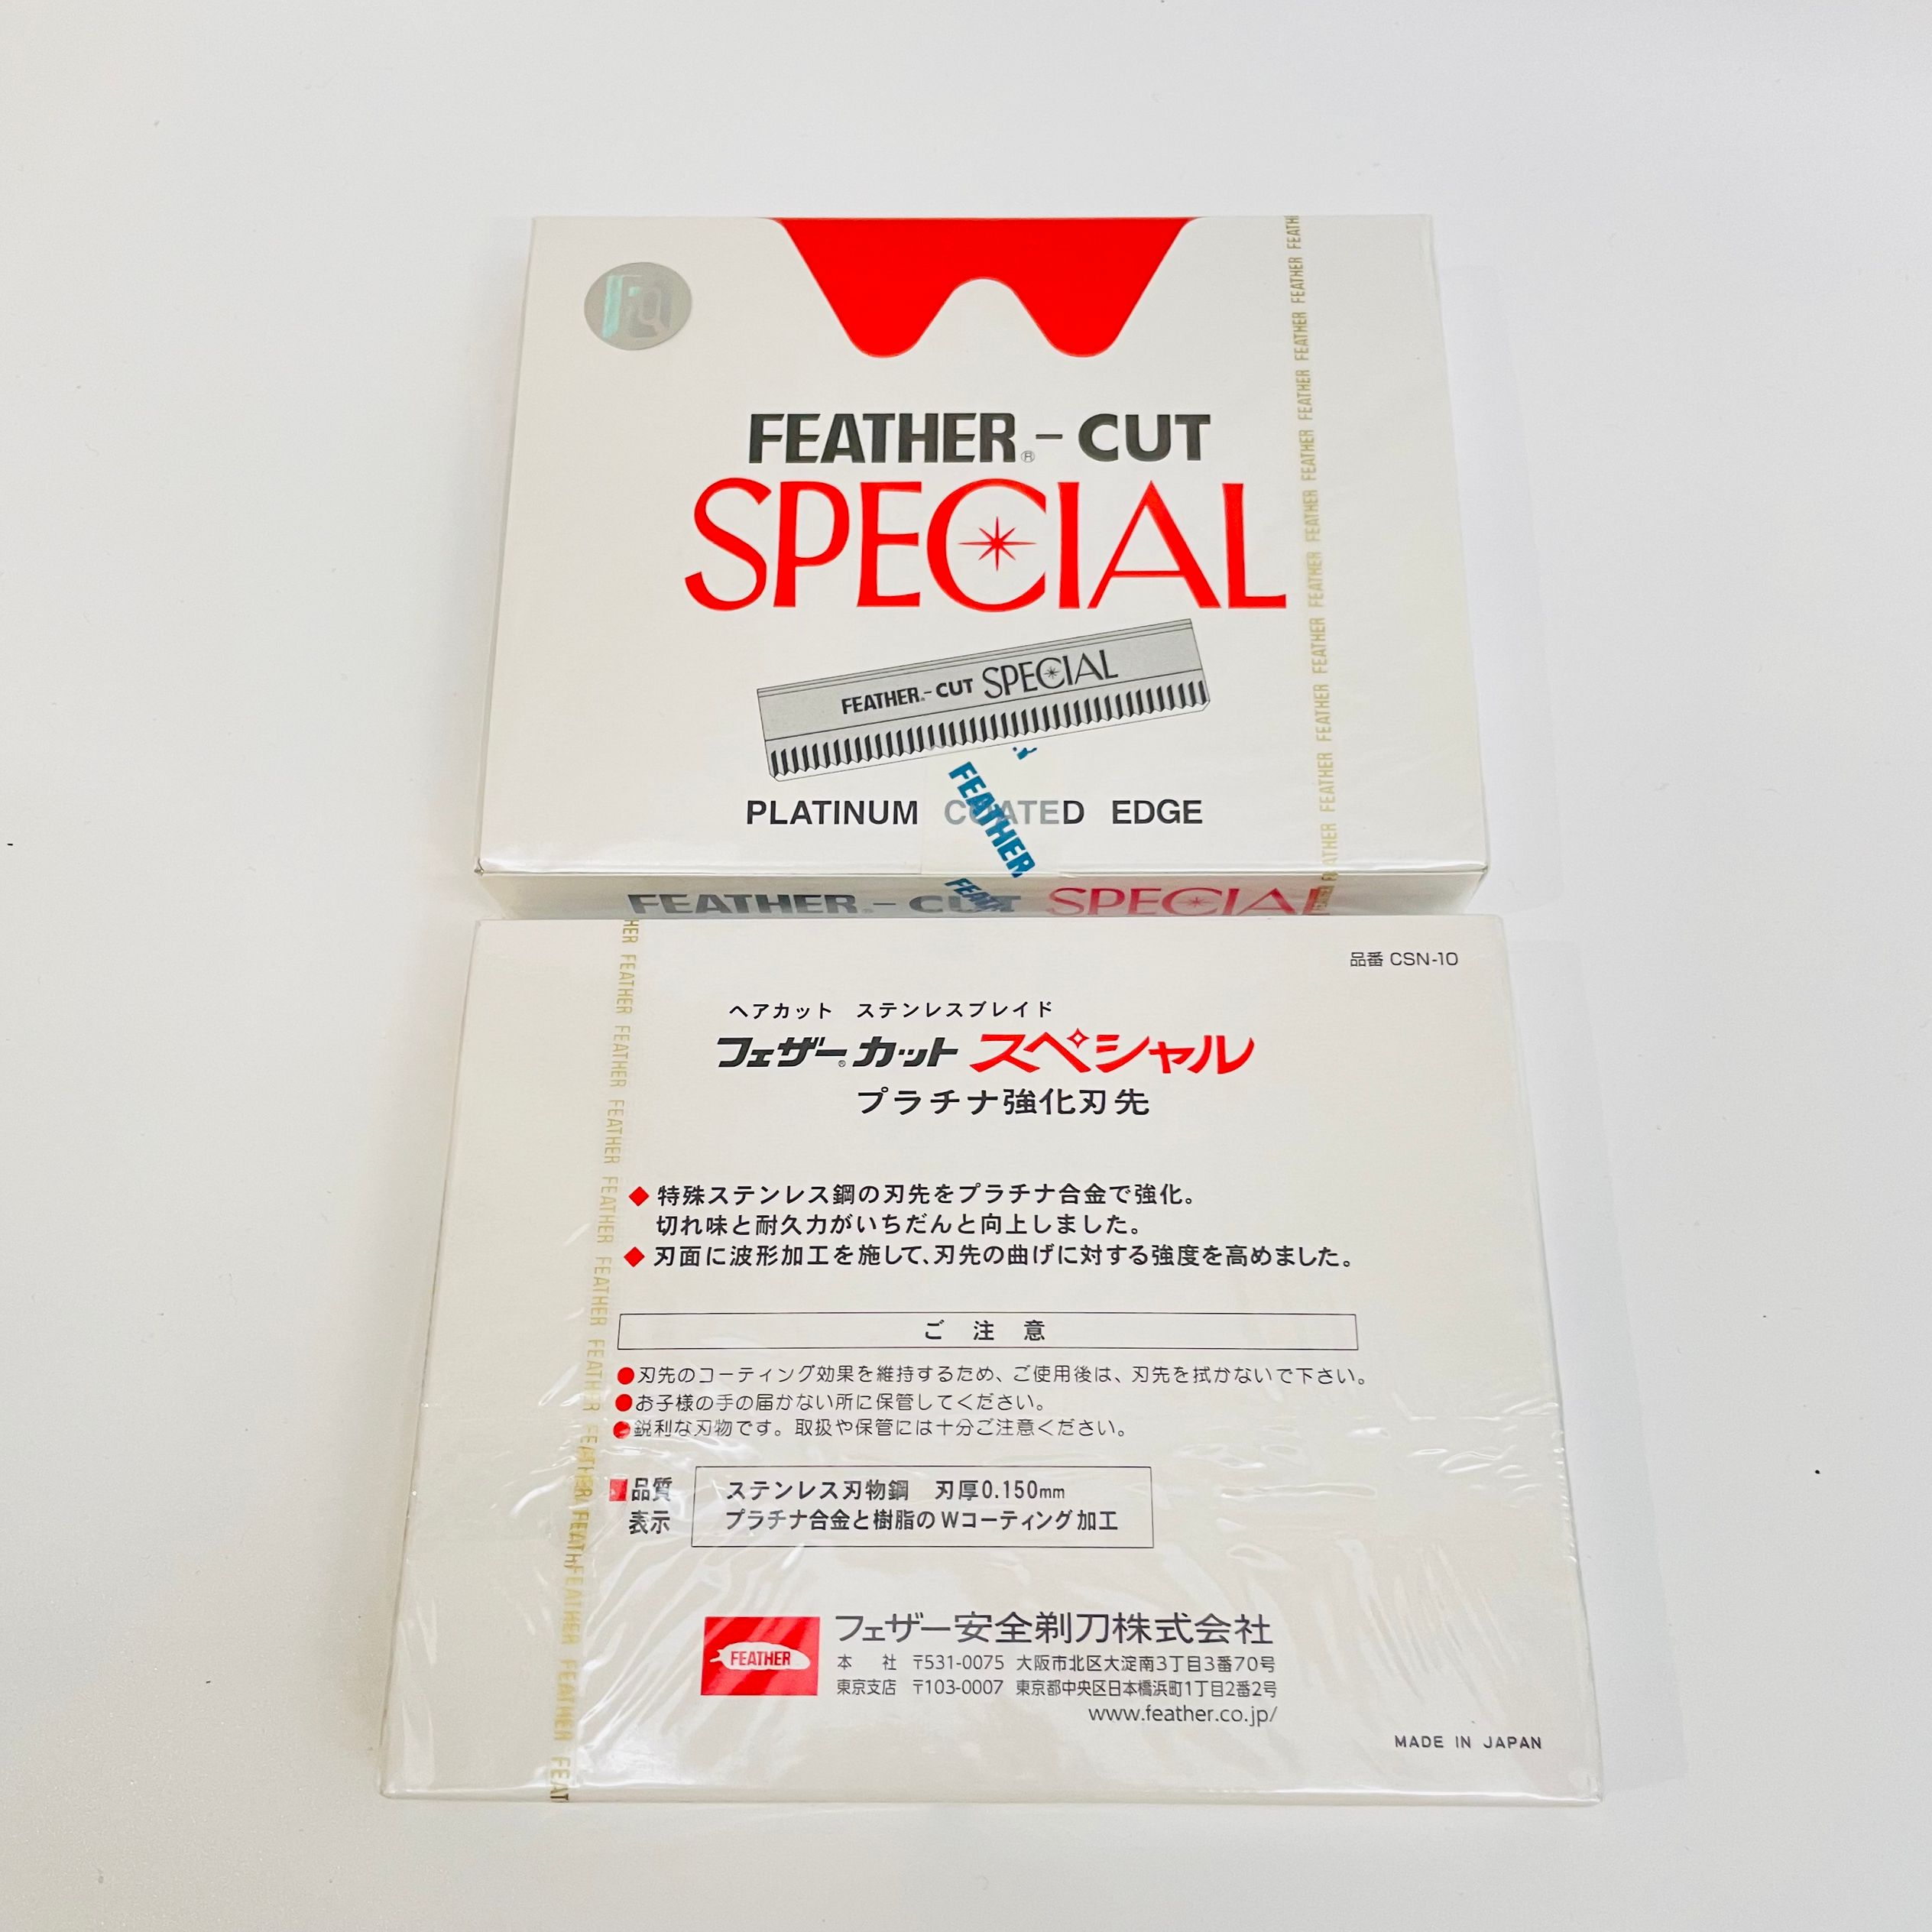 FEATHER® – CUT
SPECIAL
FEATHER® – CUT SPECIAL
PLATINUM COATED EDGE
FEATHER
FEATHER® – CUT SPECIAL
FEATHER FEATHER FEATHER FEATHER FEATHER FEATHER FEATHER FEATHER FEATHER
品番 CSN-10
ヘアカット ステンレスブレイド
フェザー®カット スペシャル
プラチナ強化刃先
◆ 特殊ステンレス鋼の刃先をプラチナ合金で強化。
切れ味と耐久力がいちだんと向上しました。
◆ 刃面に波形加工を施して、刃先の曲げに対する強度を高めました。
ご 注 意
●刃先のコーティング効果を維持するため、ご使用後は、刃先を拭かないで下さい。
●お子様の手の届かない所に保管してください。
●鋭利な刃物です。取扱や保管には十分ご注意ください。
■品質 ステンレス刃物鋼 刃厚0.150mm
表示 プラチナ合金と樹脂のWコーティング加工
FEATHER フェザー安全剃刀株式会社
本 社 〒531-0075 大阪市北区大淀南3丁目3番70号
東京支店 〒103-0007 東京都中央区日本橋浜町1丁目2番2号
www.feather.co.jp/
MADE IN JAPAN